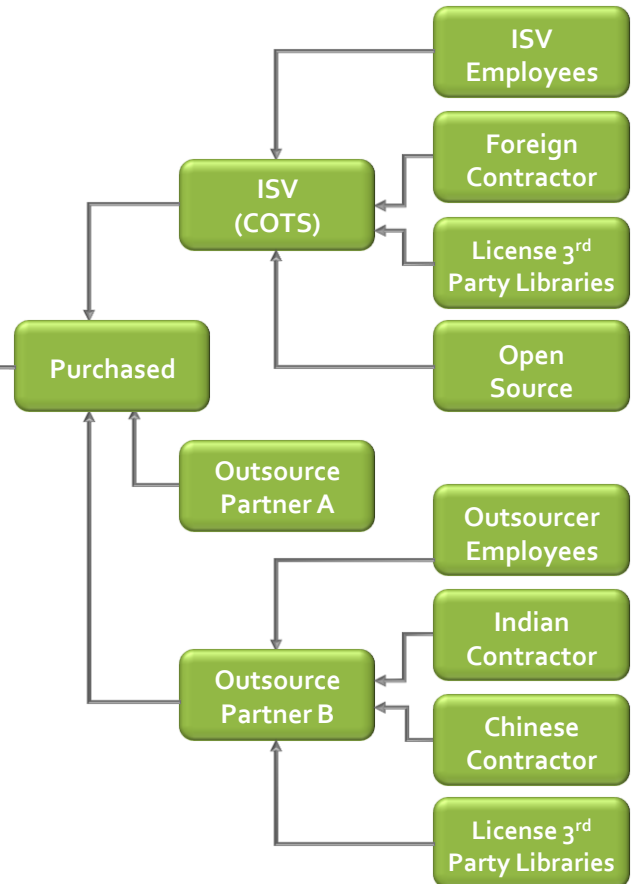 ISV
Employees
Foreign
Contractor
ISV
(COTS)
License 3rd
Party Libraries
Open
Source
Purchased
Outsource
Partner A
Outsourcer
Employees
Indian
Contractor
Outsource
Partner B
Chinese
Contractor
License 3rd
Party Libraries